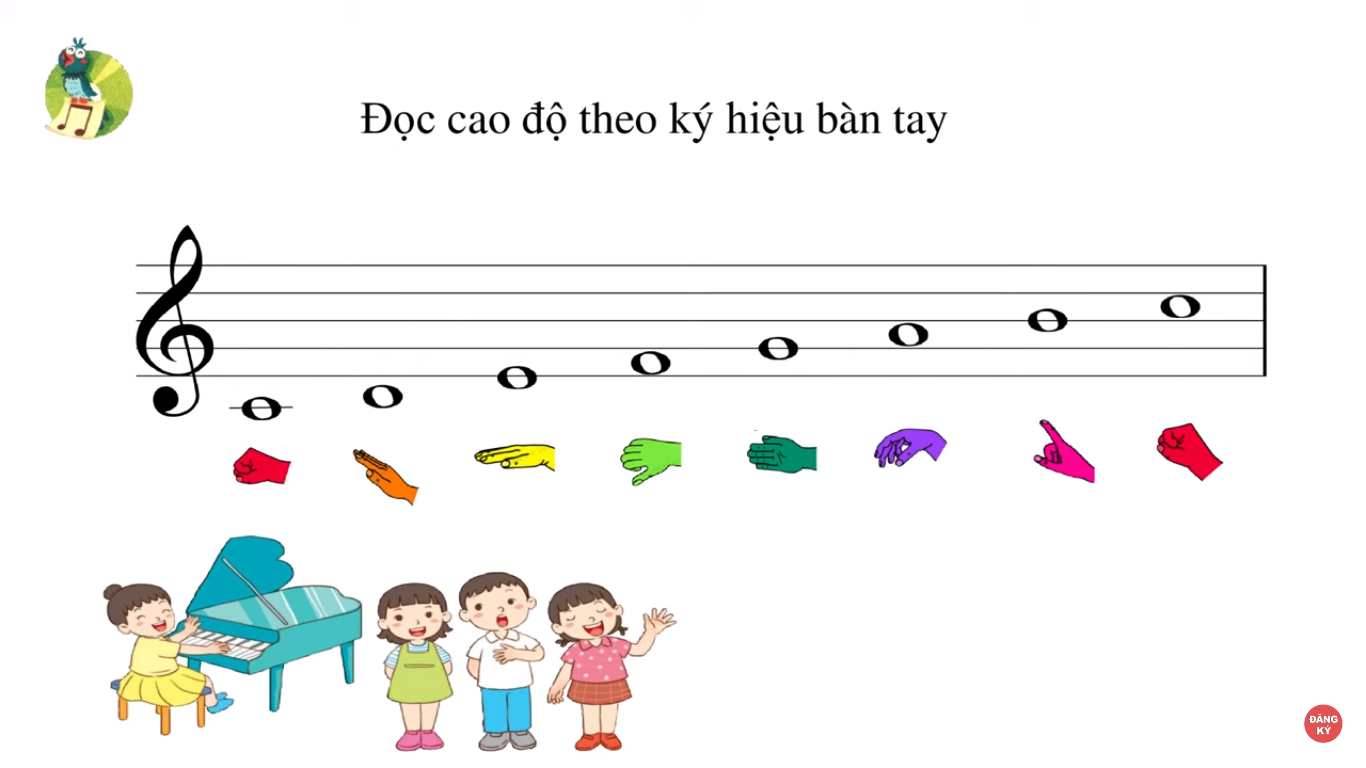 Đọc cao độ theo ký hiệu bàn tay
ĐĂNG
KÝ